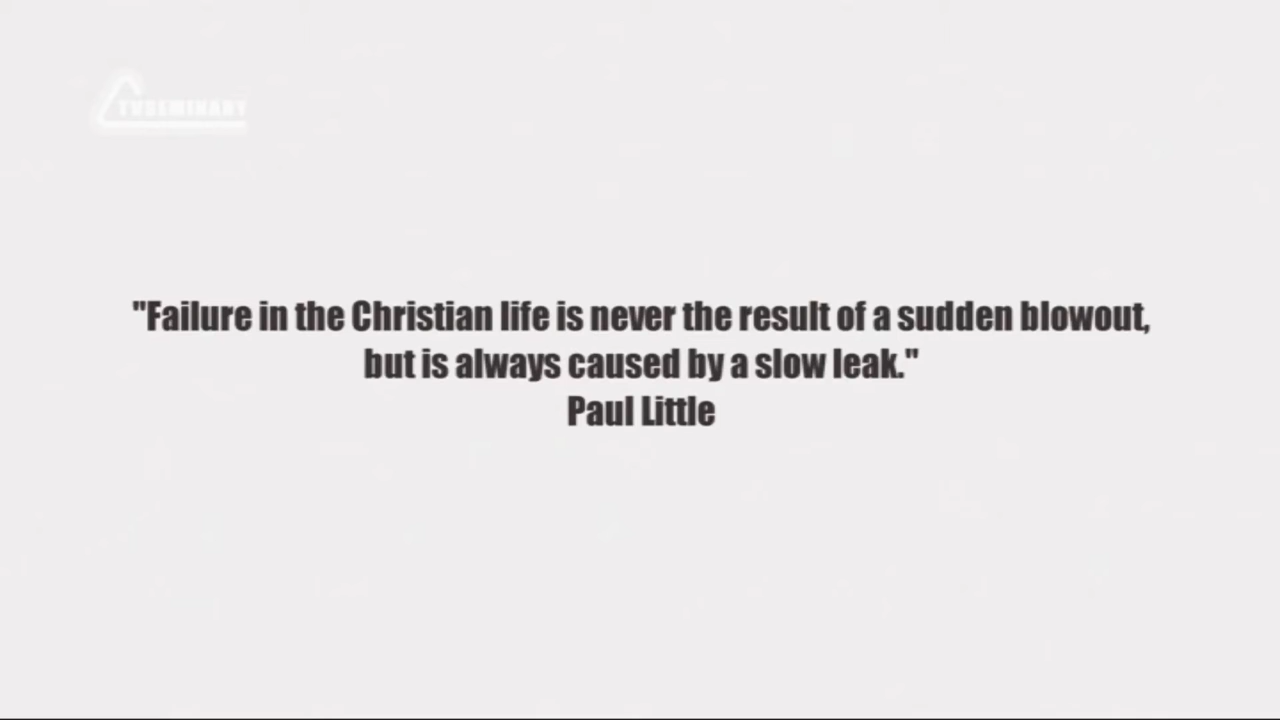 TUREMINARY
"Failure in the Christian life is never the result of a sudden blowout,
but is always caused by a slow leak."
Paul Little